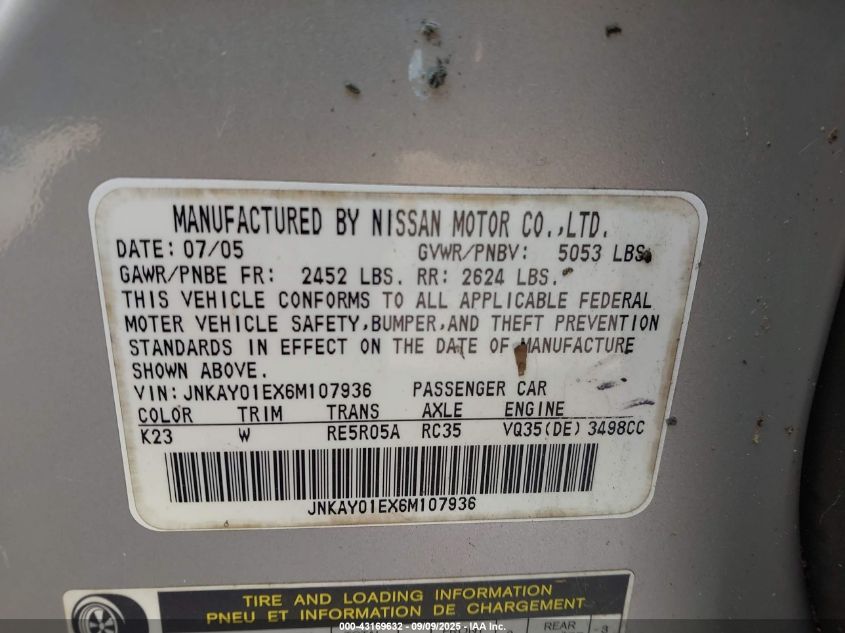 MANUFACTURED BY NISSAN MOTOR CO.,LTD.
DATE: 07/05 GVWR/PNBV: 5053 LBS.
GAWR/PNBE FR: 2452 LBS. RR: 2624 LBS.
THIS VEHICLE CONFORMS TO ALL APPLICABLE FEDERAL
MOTER VEHICLE SAFETY,BUMPER,AND THEFT PREVENTION
STANDARDS IN EFFECT ON THE DATE OF MANUFACTURE
SHOWN ABOVE.
VIN:JNKAY01EX6M107936 PASSENGER CAR
COLOR TRIM TRANS AXLE ENGINE
K23 W RE5R05A RC35 VQ35(DE) 3498CC
JNKAY01EX6M107936
TIRE AND LOADING INFORMATION
PNEU ET INFORMATION DE CHARGEMENT
REAR
000-43169632 - 09/09/2025 - 000-IAA